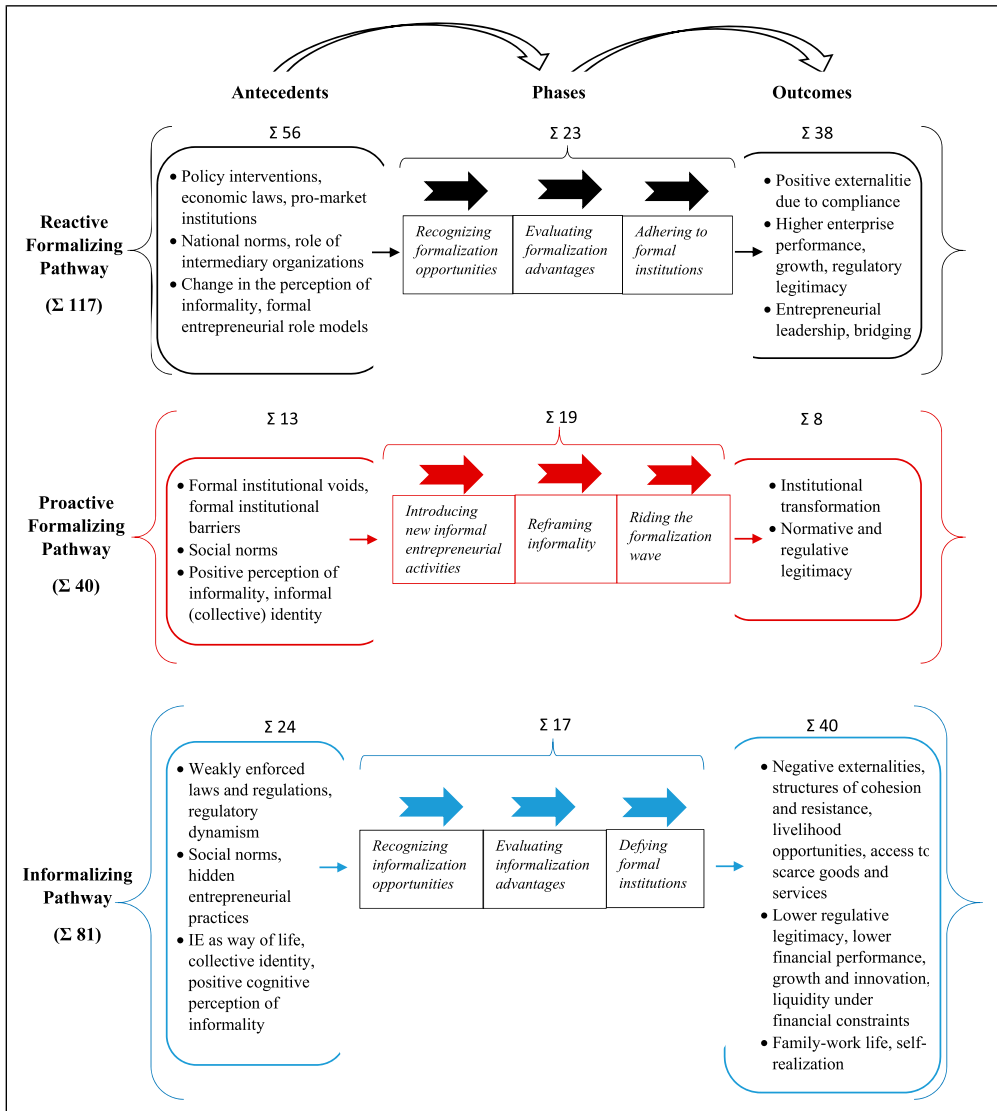 Antecedents
Phases
Outcomes
Reactive
Formalizing
Pathway
(Σ 117)
Σ 56
• Policy interventions,
economic laws, pro-market
institutions
• National norms, role of
intermediary organizations
• Change in the perception of
informality, formal
entrepreneurial role models
Σ 23
Recognizing
formalization
opportunities
Evaluating
formalization
advantages
Adhering to
formal
institutions
Σ 38
• Positive externalitie
due to compliance
• Higher enterprise
performance,
growth, regulatory
legitimacy
• Entrepreneurial
leadership, bridging
Proactive
Formalizing
Pathway
(Σ 40)
Σ 13
• Formal institutional voids,
formal institutional
barriers
• Social norms
• Positive perception of
informality, informal
(collective) identity
Σ 19
Introducing
new informal
entrepreneurial
activities
Reframing
informality
Riding the
formalization
wave
Σ 8
• Institutional
transformation
• Normative and
regulative
legitimacy
Informalizing
Pathway
(Σ 81)
Σ 24
• Weakly enforced
laws and regulations,
regulatory
dynamism
• Social norms,
hidden
entrepreneurial
practices
• IE as way of life,
collective identity,
positive cognitive
perception of
informality
Σ 17
Recognizing
informalization
opportunities
Evaluating
informalization
advantages
Defying
formal
institutions
Σ 40
• Negative externalities,
structures of cohesion
and resistance,
livelihood
opportunities, access to
scarce goods and
services
• Lower regulative
legitimacy, lower
financial performance,
growth and innovation,
liquidity under
financial constraints
• Family-work life, self-
realization